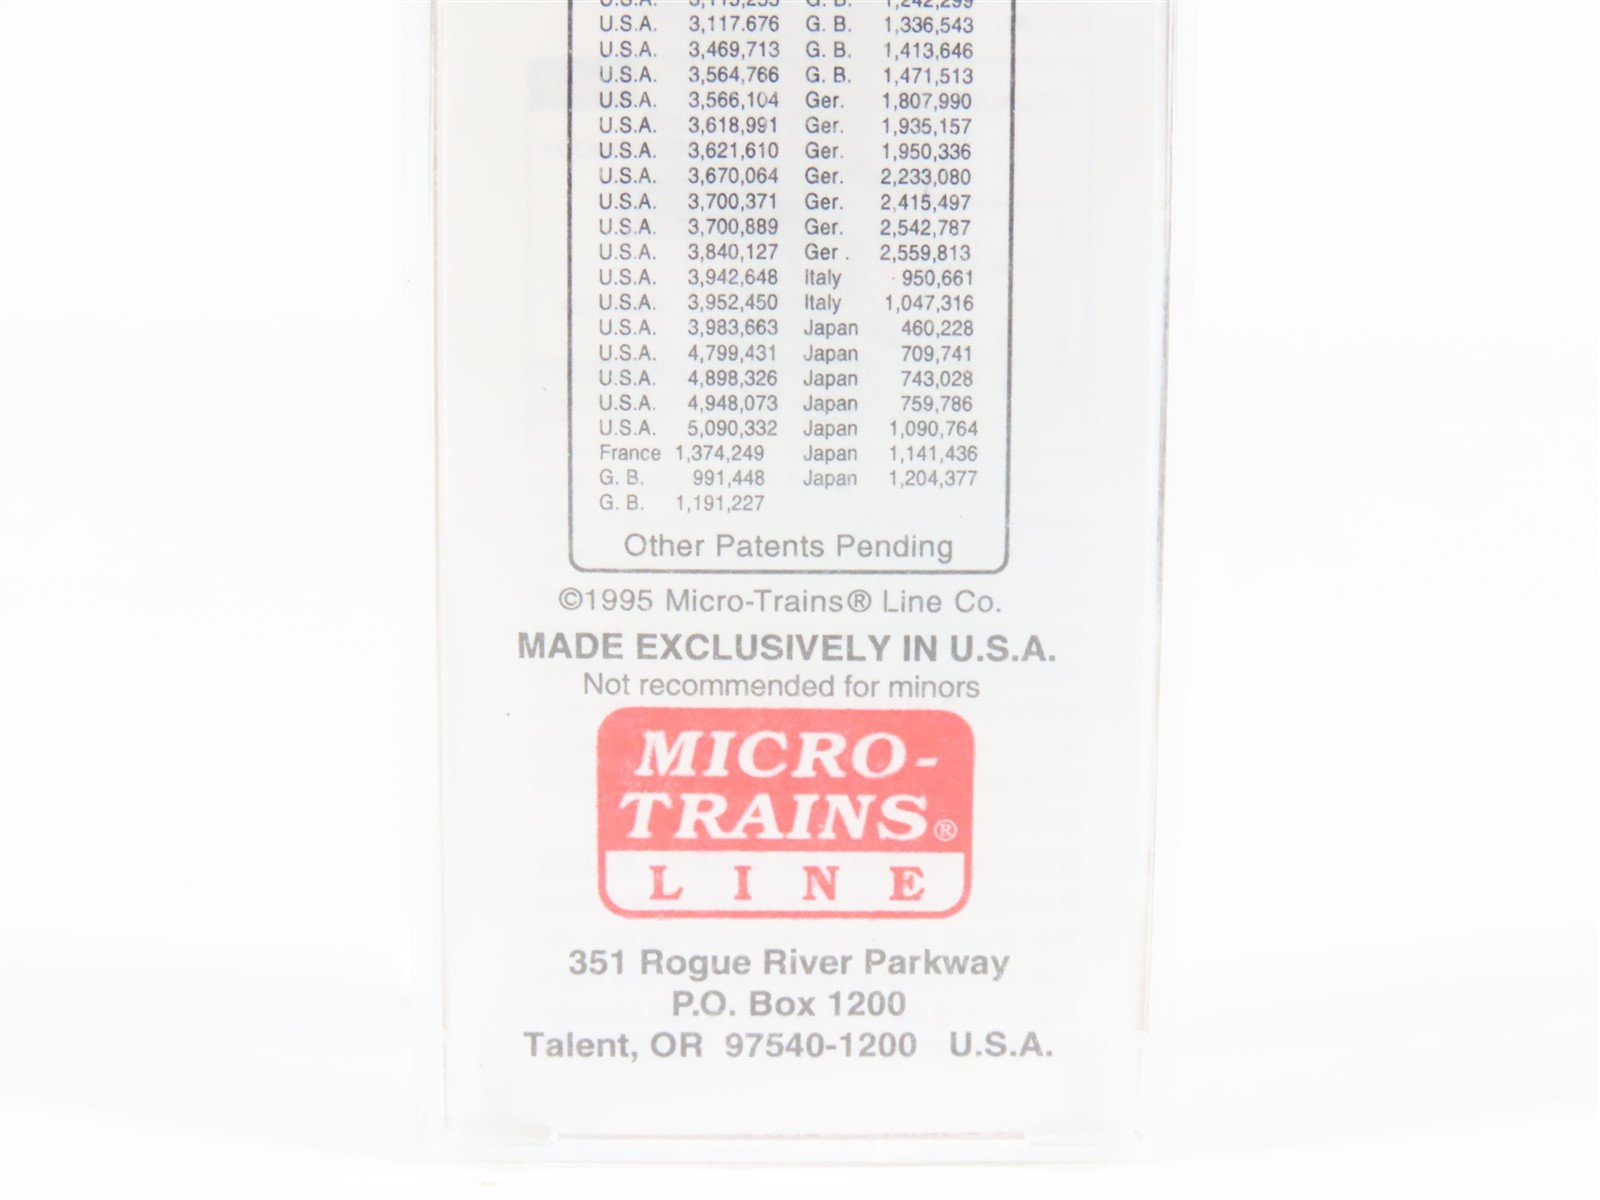 U.S.A. 3,115,255 G. B. 1,242,299
U.S.A. 3,117.676 G. B. 1,336,543
U.S.A. 3,469,713 G. B. 1,413,646
U.S.A. 3,564,766 G. B. 1,471,513
U.S.A. 3,566,104 Ger. 1,807,990
U.S.A. 3,618,991 Ger. 1,935,157
U.S.A. 3,621,610 Ger. 1,950,336
U.S.A. 3,670,064 Ger. 2,233,080
U.S.A. 3,700,371 Ger. 2,415,497
U.S.A. 3,700,889 Ger. 2,542,787
U.S.A. 3,840,127 Ger . 2,559,813
U.S.A. 3,942,648 Italy 950,661
U.S.A. 3,952,450 Italy 1,047,316
U.S.A. 3,983,663 Japan 460,228
U.S.A. 4,799,431 Japan 709,741
U.S.A. 4,898,326 Japan 743,028
U.S.A. 4,948,073 Japan 759,786
U.S.A. 5,090,332 Japan 1,090,764
France 1,374,249 Japan 1,141,436
G. B. 991,448 Japan 1,204,377
G. B. 1,191,227
Other Patents Pending
©1995 Micro-Trains® Line Co.
MADE EXCLUSIVELY IN U.S.A.
Not recommended for minors
MICRO-
TRAINS®
LINE
351 Rogue River Parkway
P.O. Box 1200
Talent, OR 97540-1200 U.S.A.